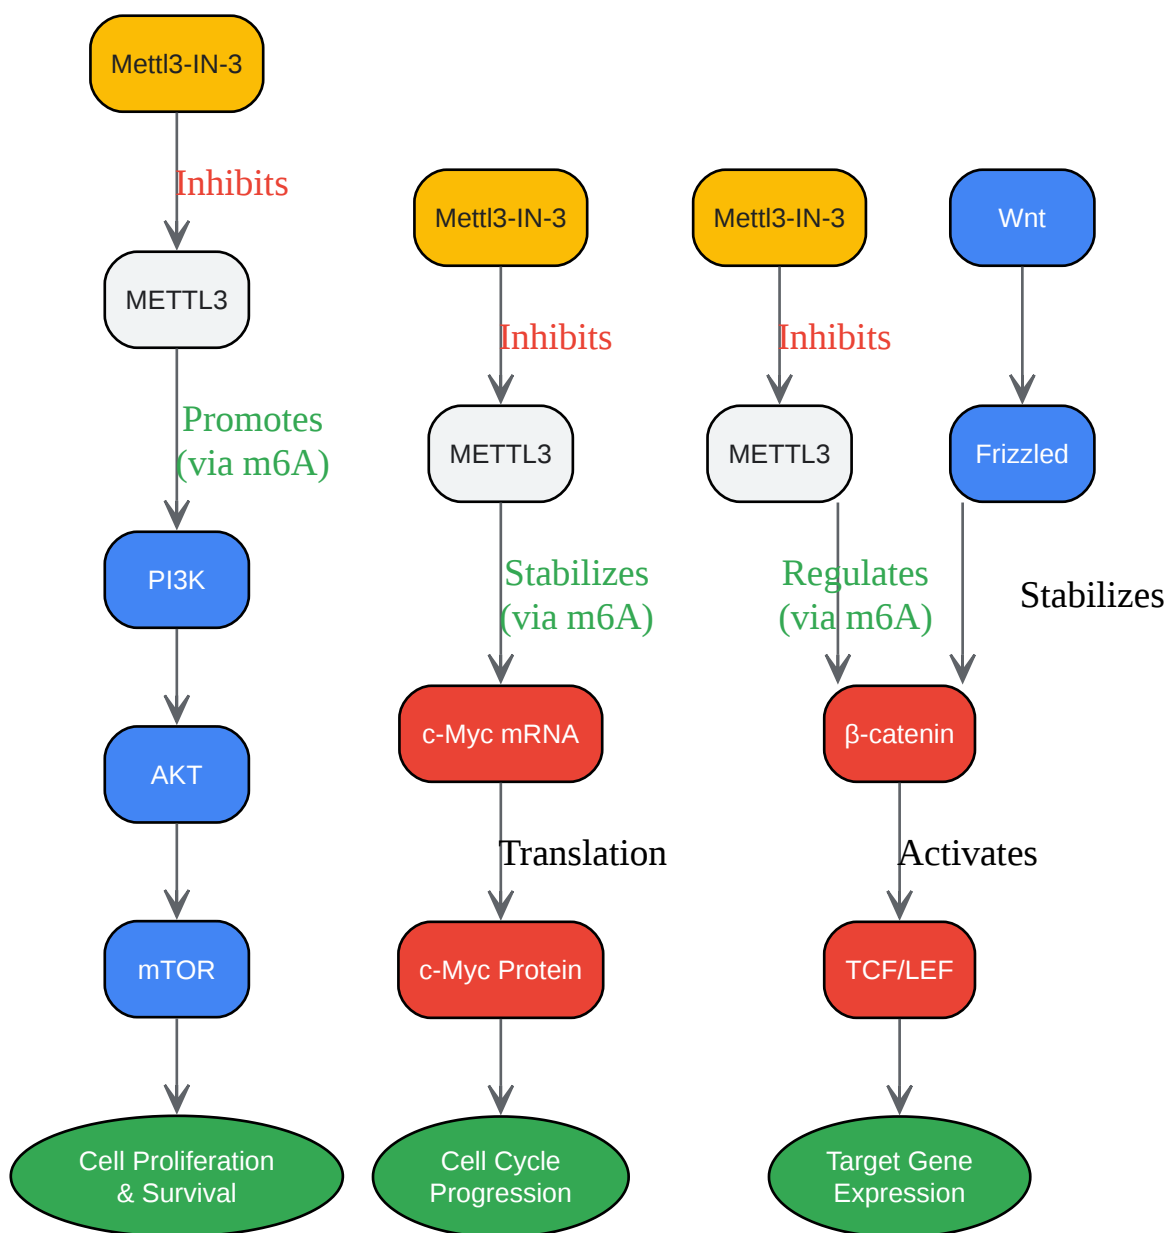 Mettl3-IN-3
Inhibits
METTL3
Promotes
(via m6A)
PI3K
AKT
mTOR
Cell Proliferation
& Survival
Mettl3-IN-3
Inhibits
METTL3
Stabilizes
(via m6A)
c-Myc mRNA
Translation
c-Myc Protein
Cell Cycle
Progression
Mettl3-IN-3
Inhibits
METTL3
Regulates
(via m6A)
Wnt
Frizzled
Stabilizes
β-catenin
Activates
TCF/LEF
Target Gene
Expression